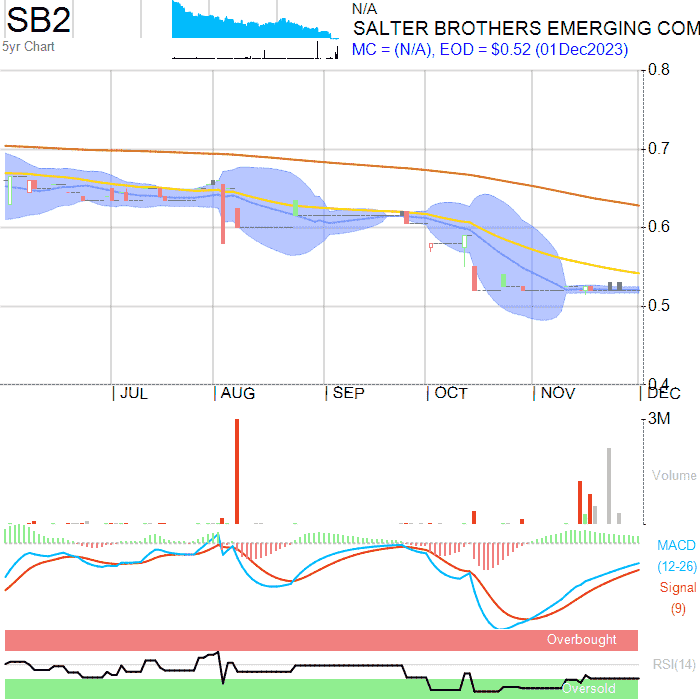 SB2
N/A
SALTER BROTHERS EMERGING COM
5yr Chart
MC = (N/A), EOD = $0.52 (01Dec2023)
0.8
0.7
0.6
0.5
0.4
JUL AUG SEP OCT NOV DEC
3M
Volume
MACD
(12-26)
Signal
(9)
Overbought
RSI(14)
Oversold